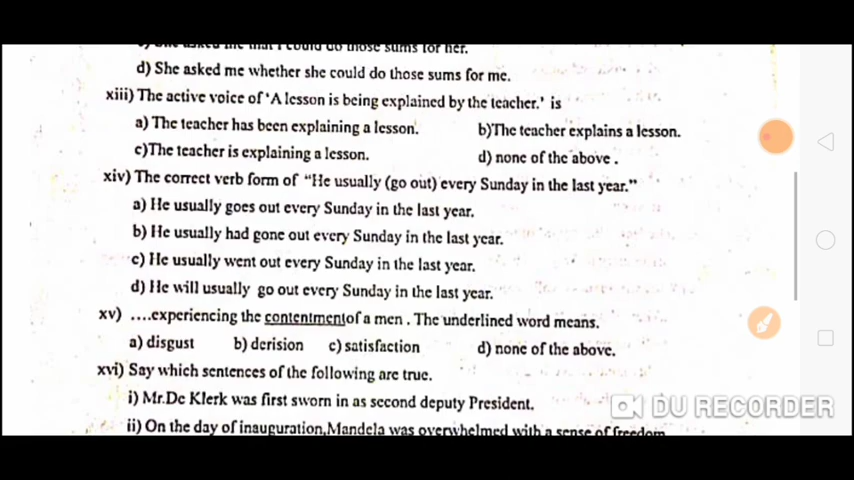 c) She asked me that I could do those sums for her.
d) She asked me whether she could do those sums for me.
xiii) The active voice of 'A lesson is being explained by the teacher.' is
a) The teacher has been explaining a lesson. b)The teacher explains a lesson.
c)The teacher is explaining a lesson. d) none of the above .
xiv) The correct verb form of "He usually (go out) every Sunday in the last year."
a) He usually goes out every Sunday in the last year.
b) He usually had gone out every Sunday in the last year.
c) He usually went out every Sunday in the last year.
d) He will usually go out every Sunday in the last year.
xv) ....experiencing the contentmentof a men . The underlined word means.
a) disgust b) derision c) satisfaction d) none of the above.
xvi) Say which sentences of the following are true.
i) Mr.De Klerk was first sworn in as second deputy President.
DU RECORDER
ii) On the day of inauguration,Mandela was overwhelmed with a sense of freedom